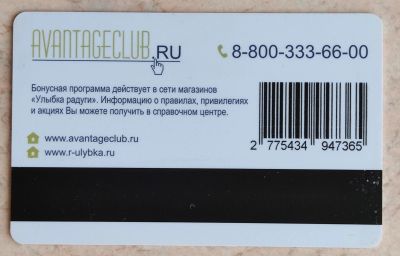 AVANTAGECLUB.RU
8-800-333-66-00
Бонусная программа действует в сети магазинов
"Улыбка радуги". Информацию о правилах, привилегиях
и акциях Вы можете получить в справочном центре.
www.avantageclub.ru
www.r-ulybka.ru
2 775434 947365